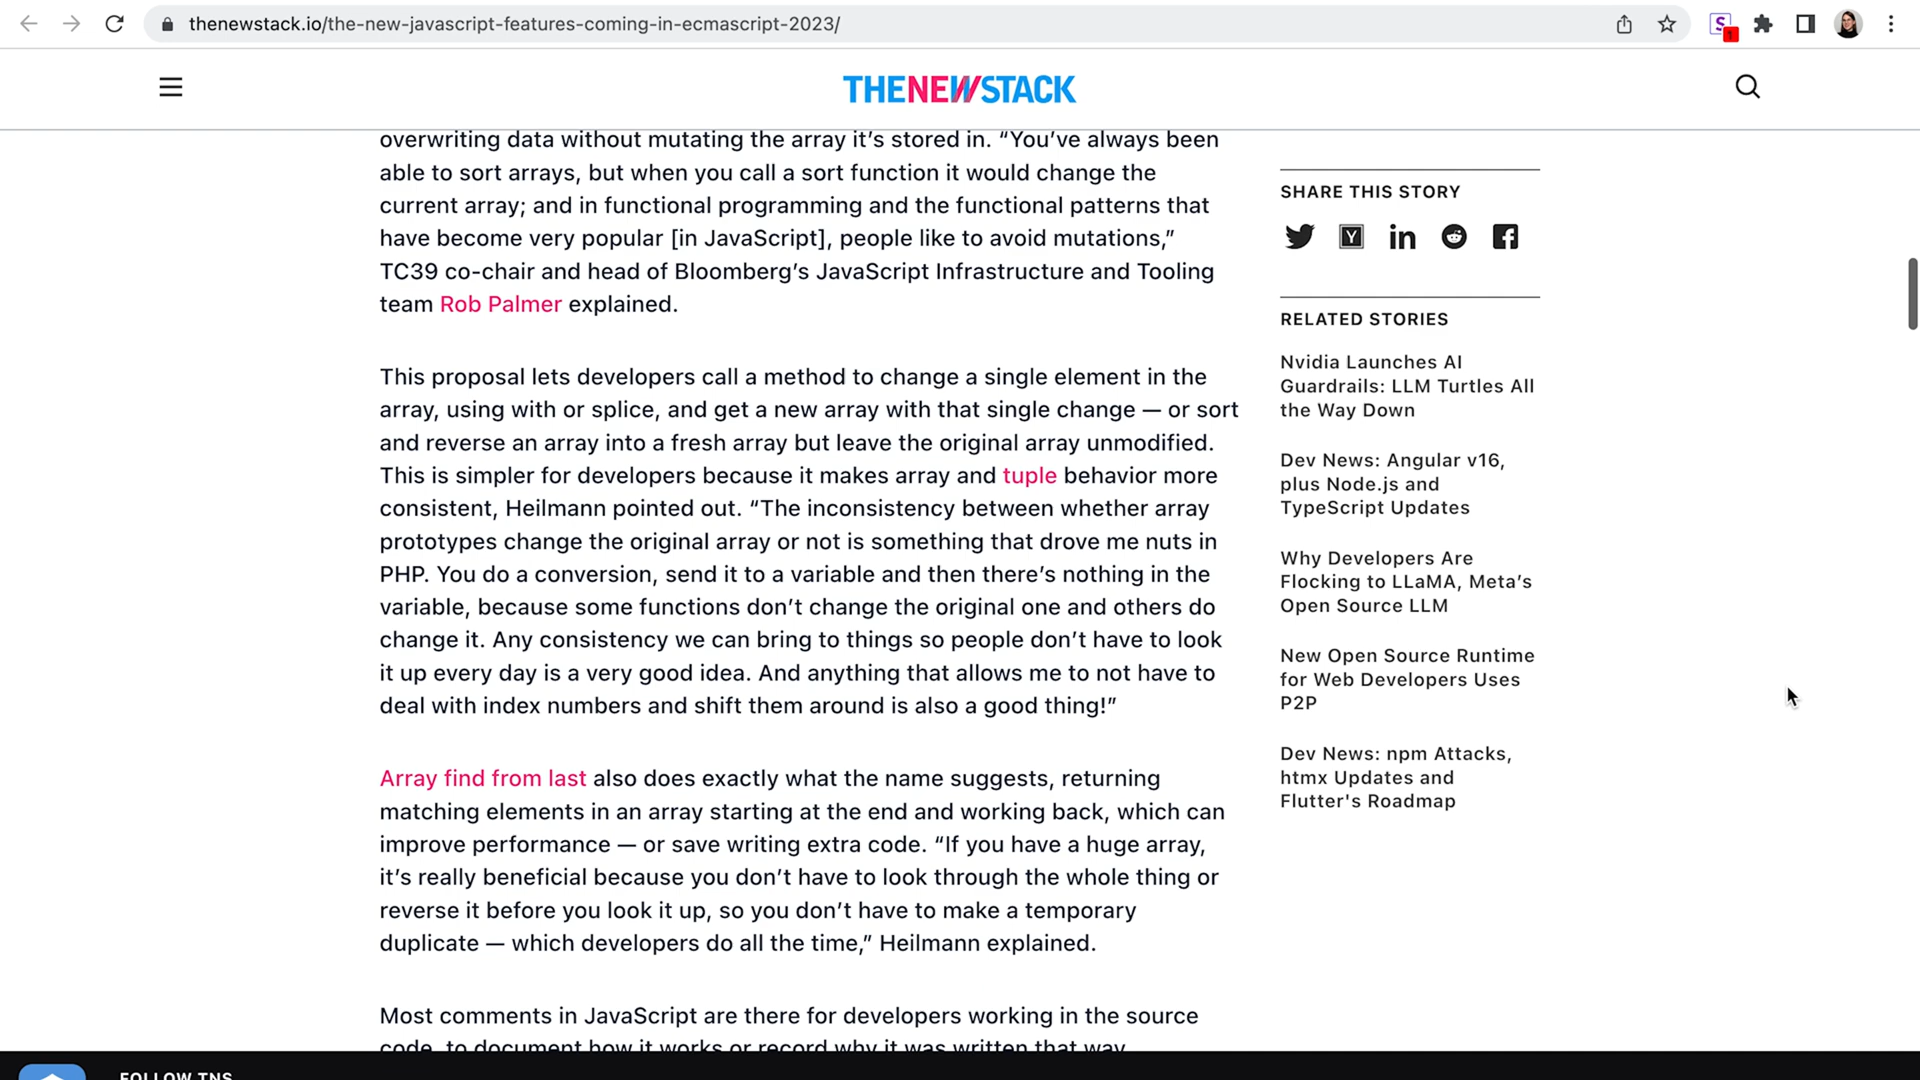 thenewstack.io/the-new-javascript-features-coming-in-ecmascript-2023/
S
1
THENEWSTACK
overwriting data without mutating the array it’s stored in. “You’ve always been
able to sort arrays, but when you call a sort function it would change the
current array; and in functional programming and the functional patterns that
have become very popular [in JavaScript], people like to avoid mutations,”
TC39 co-chair and head of Bloomberg’s JavaScript Infrastructure and Tooling
team Rob Palmer explained.
This proposal lets developers call a method to change a single element in the
array, using with or splice, and get a new array with that single change — or sort
and reverse an array into a fresh array but leave the original array unmodified.
This is simpler for developers because it makes array and tuple behavior more
consistent, Heilmann pointed out. “The inconsistency between whether array
prototypes change the original array or not is something that drove me nuts in
PHP. You do a conversion, send it to a variable and then there’s nothing in the
variable, because some functions don’t change the original one and others do
change it. Any consistency we can bring to things so people don’t have to look
it up every day is a very good idea. And anything that allows me to not have to
deal with index numbers and shift them around is also a good thing!”
Array find from last also does exactly what the name suggests, returning
matching elements in an array starting at the end and working back, which can
improve performance — or save writing extra code. “If you have a huge array,
it’s really beneficial because you don’t have to look through the whole thing or
reverse it before you look it up, so you don’t have to make a temporary
duplicate — which developers do all the time,” Heilmann explained.
Most comments in JavaScript are there for developers working in the source
code, to document how it works or record why it was written that way.
SHARE THIS STORY
RELATED STORIES
Nvidia Launches AI
Guardrails: LLM Turtles All
the Way Down
Dev News: Angular v16,
plus Node.js and
TypeScript Updates
Why Developers Are
Flocking to LLaMA, Meta’s
Open Source LLM
New Open Source Runtime
for Web Developers Uses
P2P
Dev News: npm Attacks,
htmx Updates and
Flutter's Roadmap
FOLLOW TNS